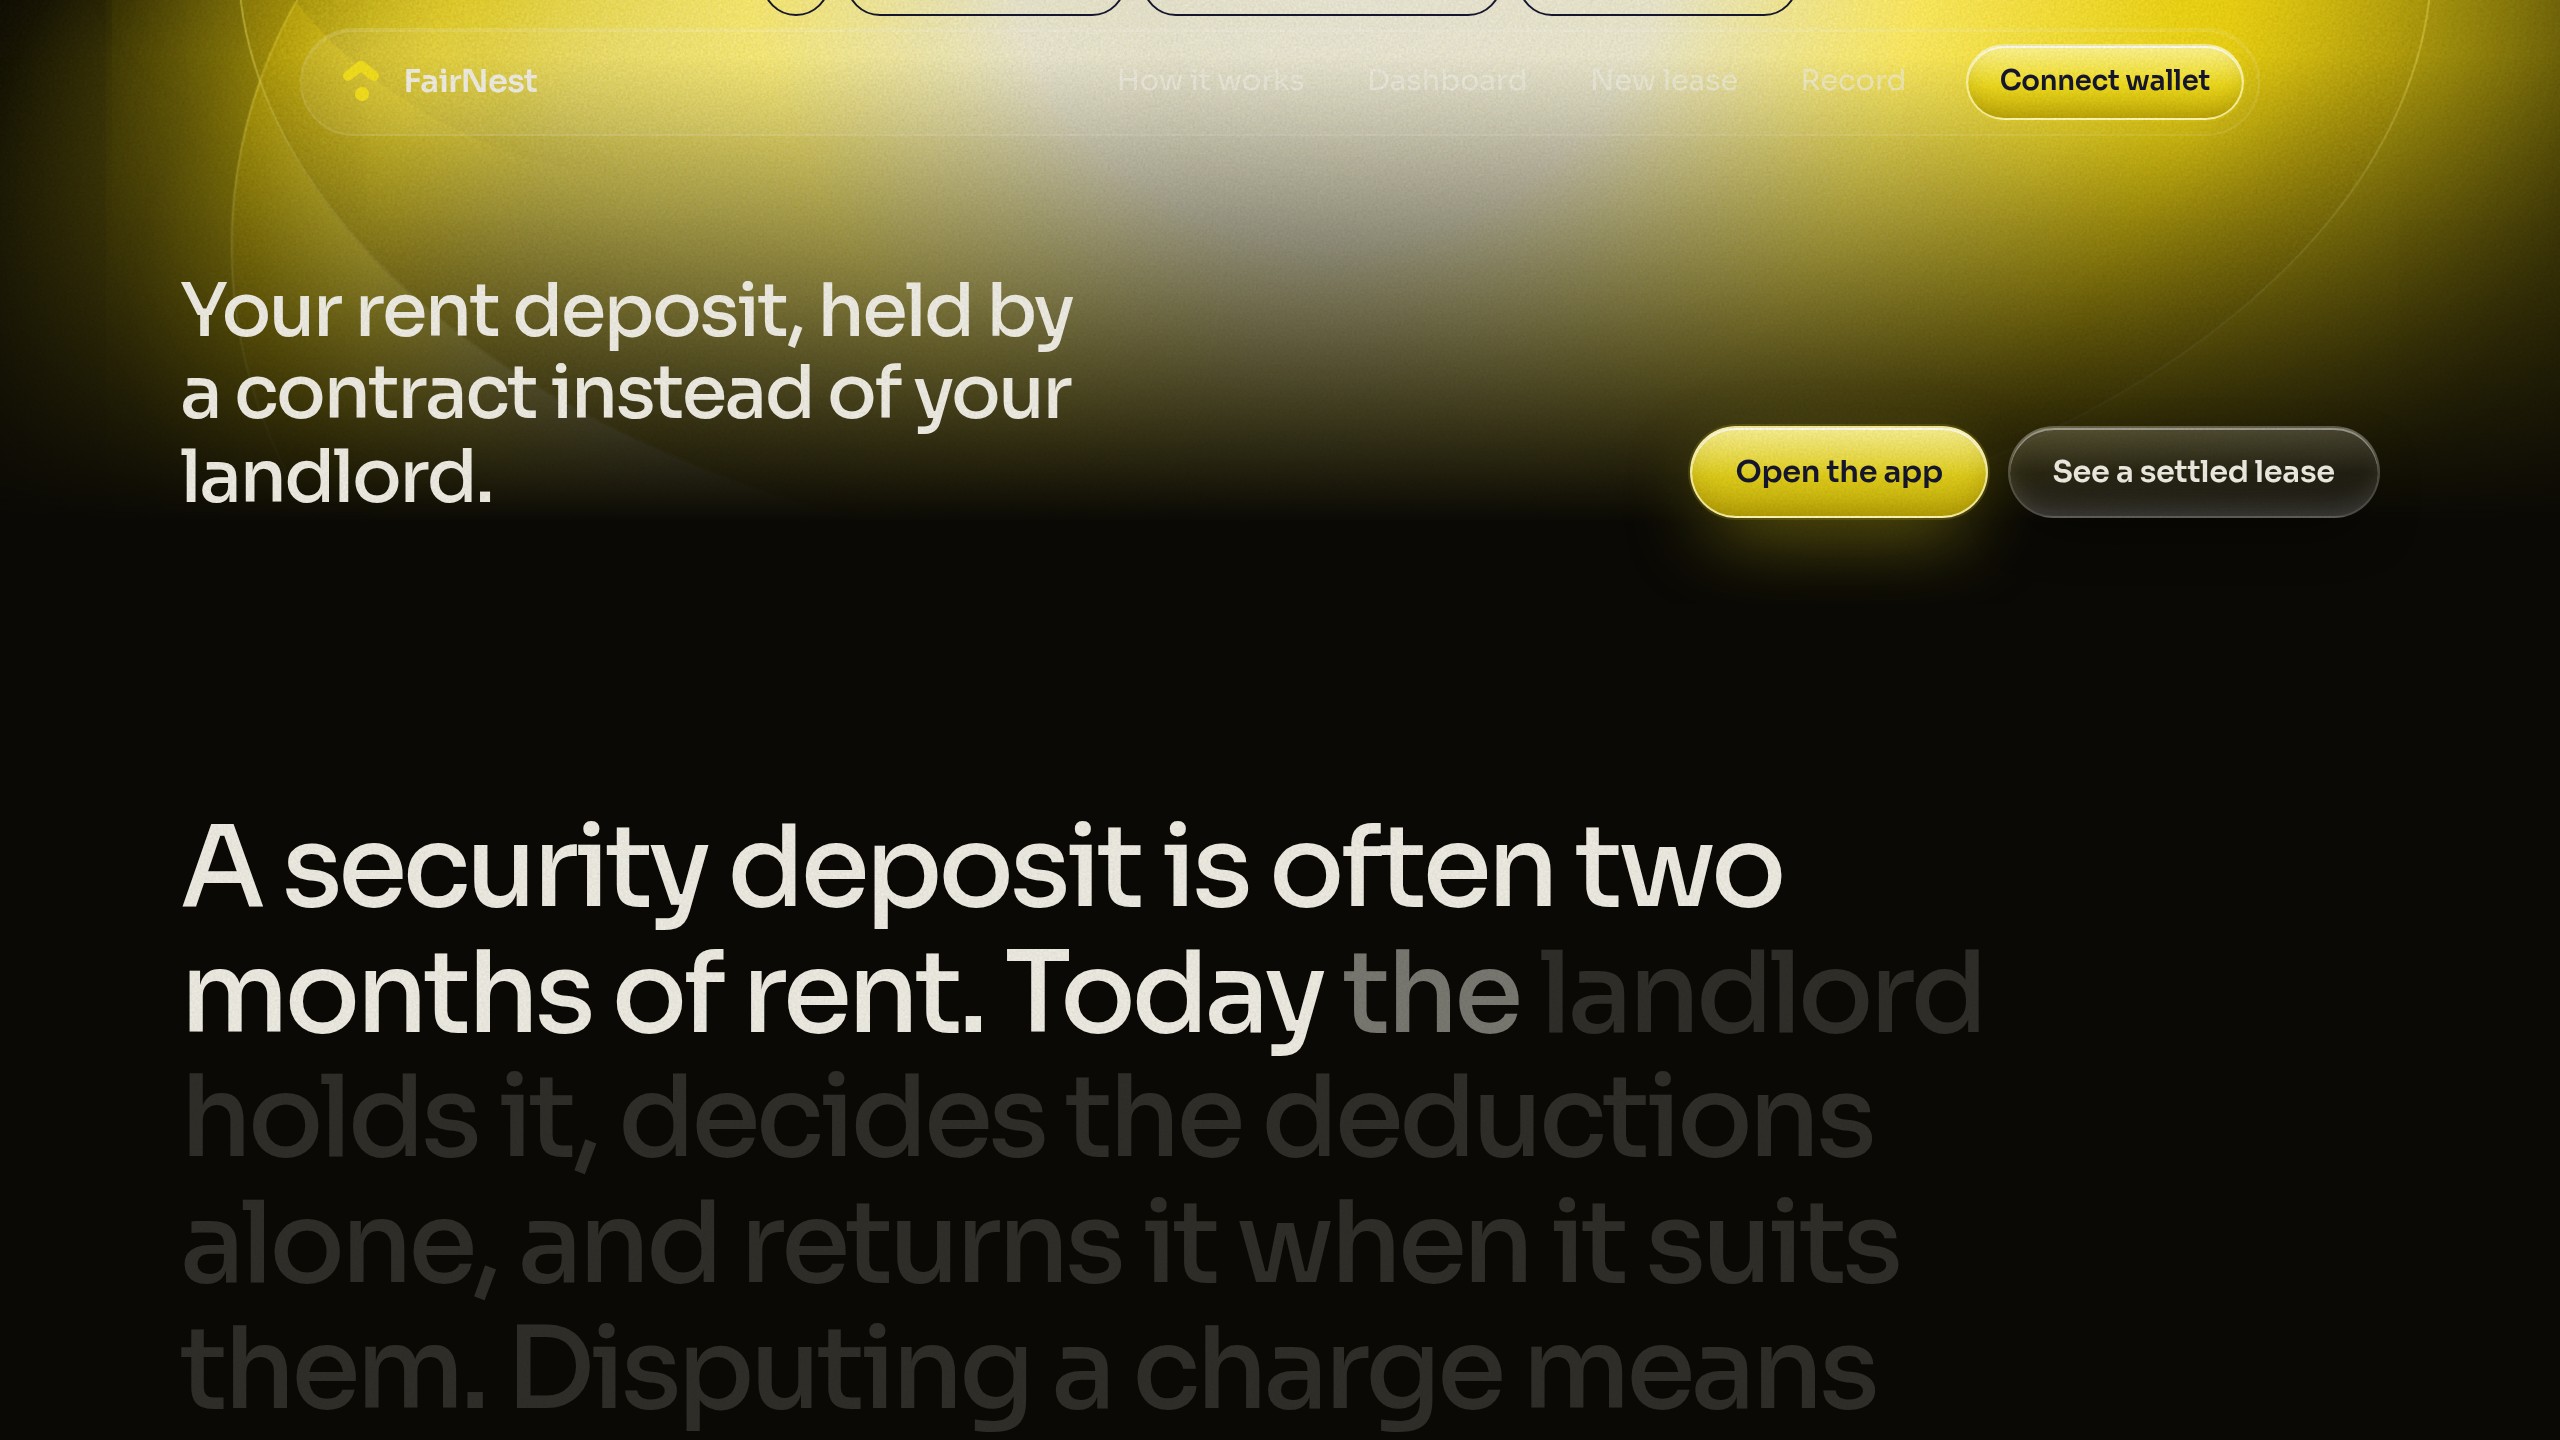 FairNest
How it works
Dashboard
New lease
Record
Connect wallet
Your rent deposit, held by
a contract instead of your
landlord.
Open the app
See a settled lease
A security deposit is often two
months of rent. Today the landlord
holds it, decides the deductions
alone, and returns it when it suits
them. Disputing a charge means